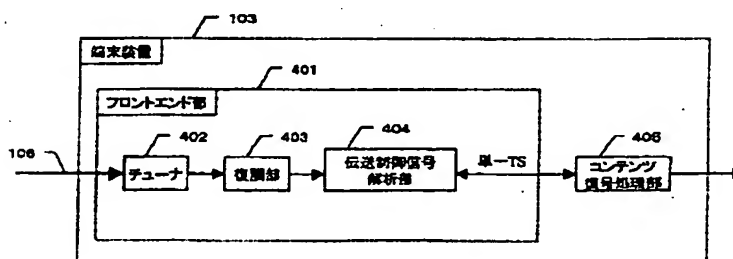 103
端末装置
401
フロントエンド部
402
403
404
405
106
チューナ
復調部
伝送制御信号
解析部
単一TS
コンテンツ
信号処理部